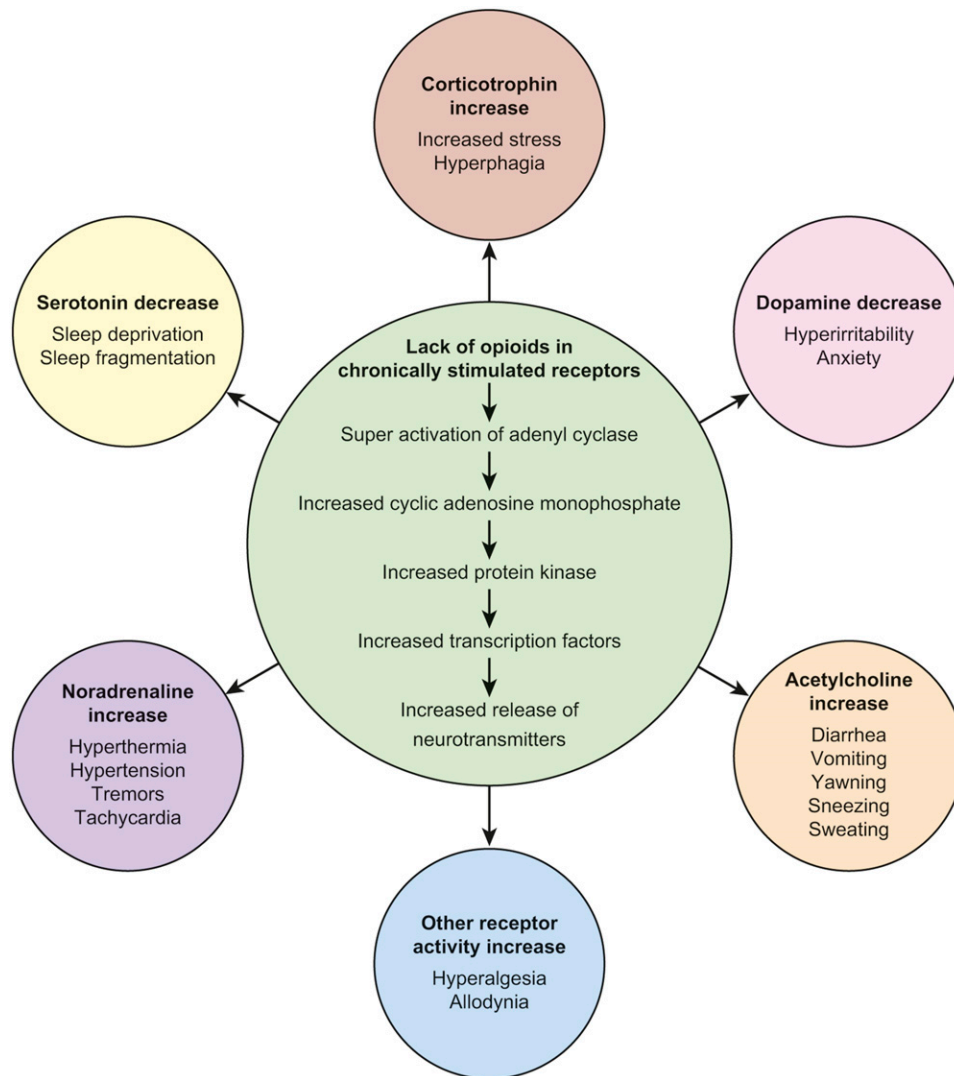 Corticotrophin
increase
Increased stress
Hyperphagia
Serotonin decrease
Sleep deprivation
Sleep fragmentation
Dopamine decrease
Hyperirritability
Anxiety
Lack of opioids in
chronically stimulated receptors
Super activation of adenyl cyclase
Increased cyclic adenosine monophosphate
Increased protein kinase
Increased transcription factors
Increased release of
neurotransmitters
Noradrenaline
increase
Hyperthermia
Hypertension
Tremors
Tachycardia
Acetylcholine
increase
Diarrhea
Vomiting
Yawning
Sneezing
Sweating
Other receptor
activity increase
Hyperalgesia
Allodynia